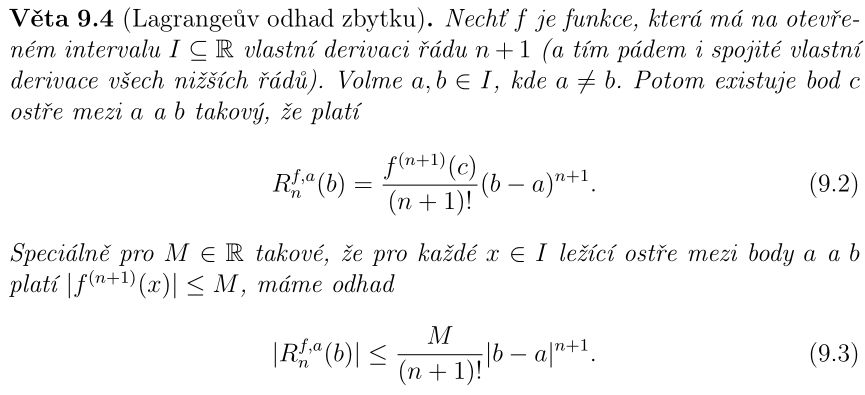 Věta 9.4 (Lagrangeův odhad zbytku). Nechť f je funkce, která má na otevře-
ném intervalu I ⊆ ℝ vlastní derivaci řádu n + 1 (a tím pádem i spojité vlastní
derivace všech nižších řádů). Volme a, b ∈ I, kde a ≠ b. Potom existuje bod c
ostře mezi a a b takový, že platí
R_n^{f,a}(b) = \frac{f^{(n+1)}(c)}{(n+1)!}(b − a)^{n+1}. (9.2)
Speciálně pro M ∈ ℝ takové, že pro každé x ∈ I ležící ostře mezi body a a b
platí |f^{(n+1)}(x)| ≤ M, máme odhad
|R_n^{f,a}(b)| ≤ \frac{M}{(n+1)!}|b − a|^{n+1}. (9.3)